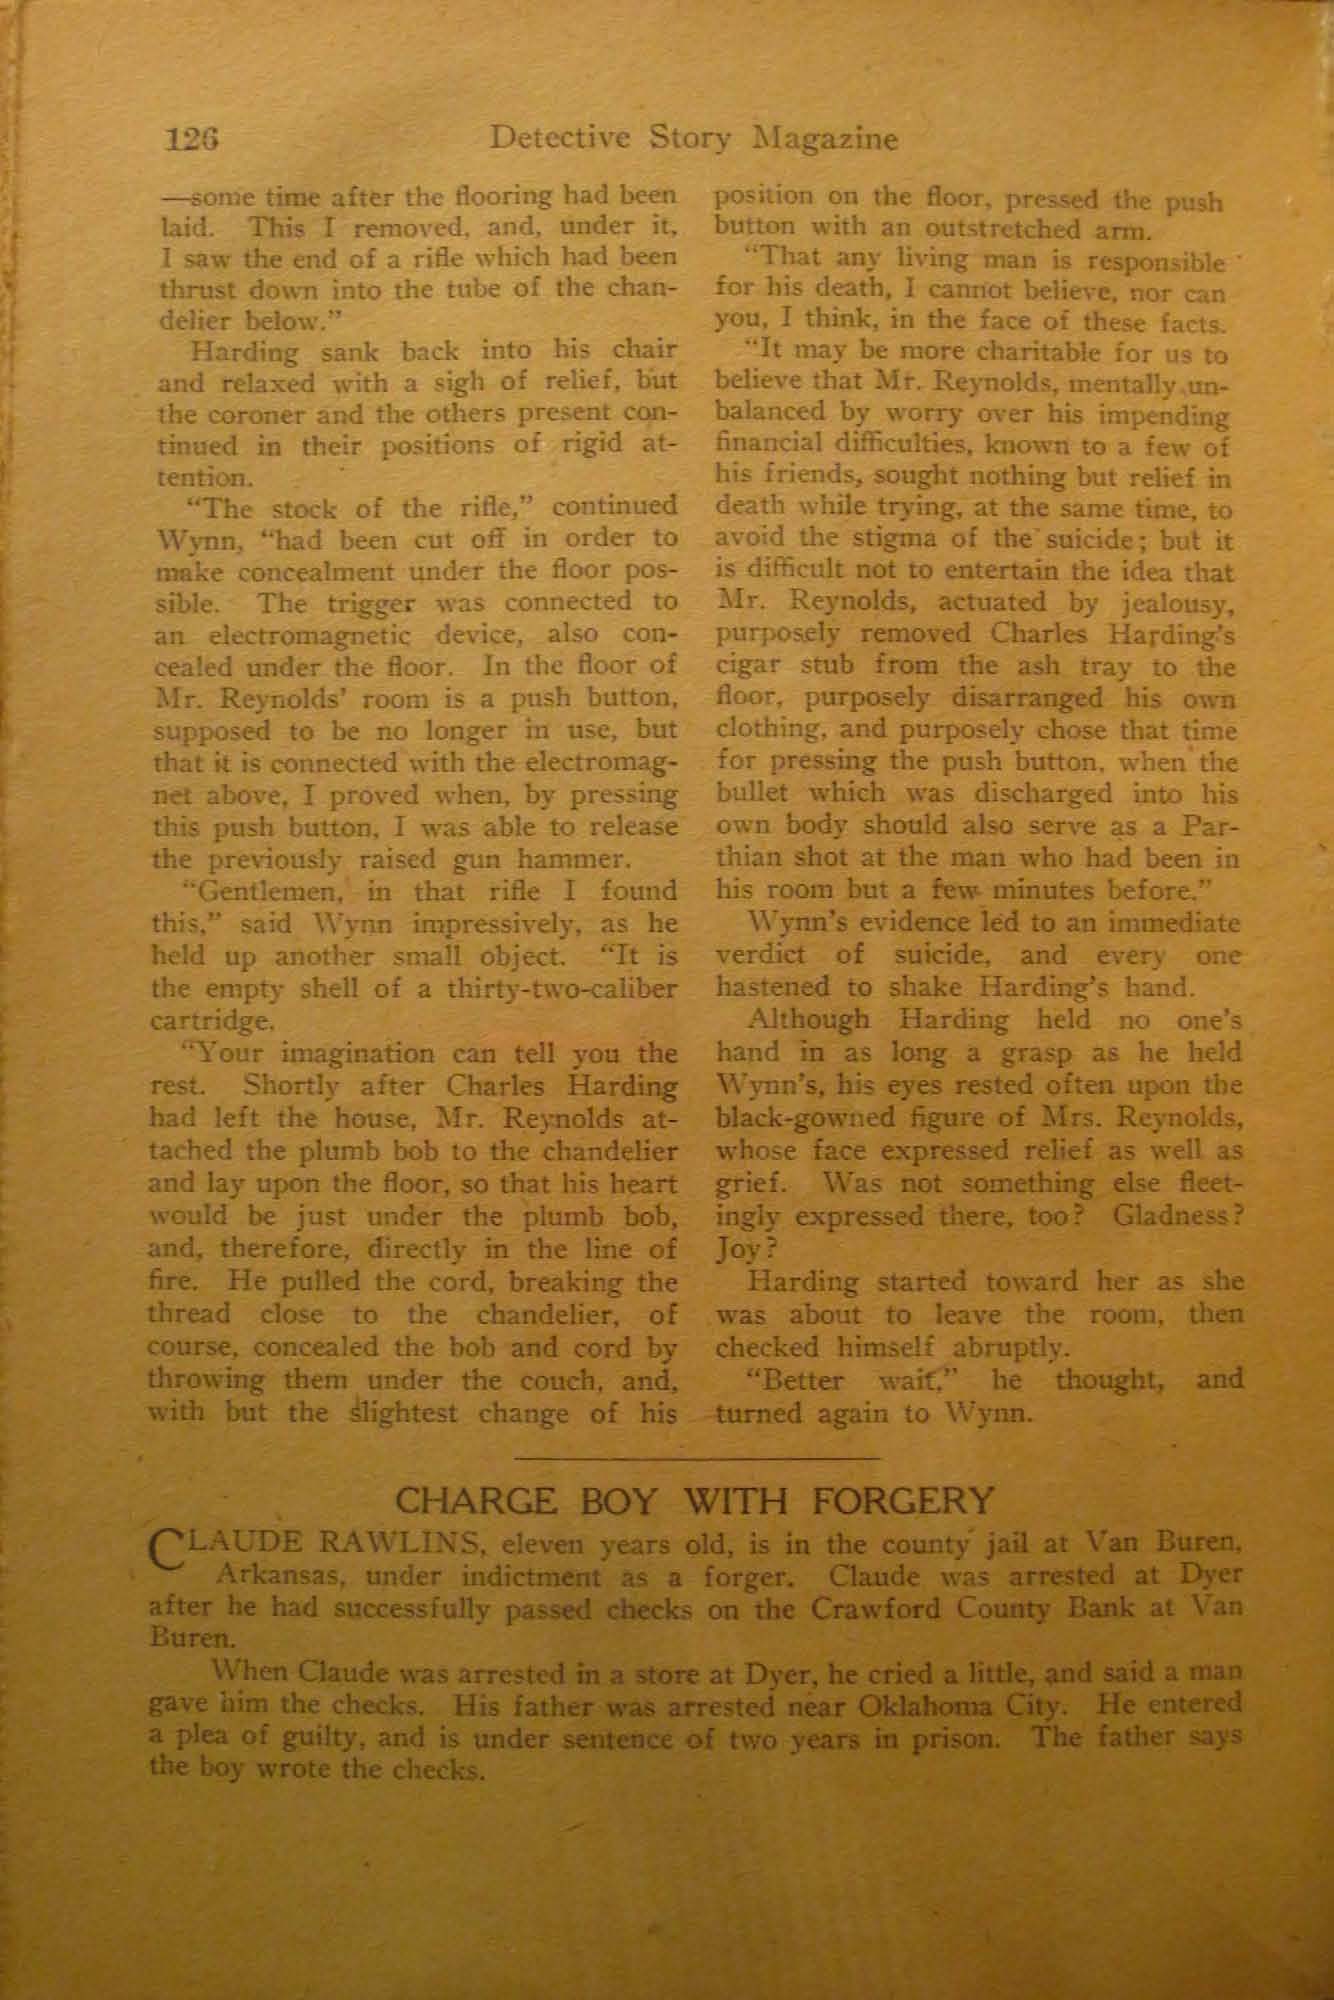 126
Detective Story Magazine
—some time after the flooring had been
laid. This I removed, and, under it,
I saw the end of a rifle which had been
thrust down into the tube of the chan-
delier below.”
Harding sank back into his chair
and relaxed with a sigh of relief, but
the coroner and the others present con-
tinued in their positions of rigid at-
tention.
“The stock of the rifle,” continued
Wynn, “had been cut off in order to
make concealment under the floor pos-
sible. The trigger was connected to
an electromagnetic device, also con-
cealed under the floor. In the floor of
Mr. Reynolds’ room is a push button,
supposed to be no longer in use, but
that it is connected with the electromag-
net above, I proved when, by pressing
this push button, I was able to release
the previously raised gun hammer.
“Gentlemen, in that rifle I found
this,” said Wynn impressively, as he
held up another small object. “It is
the empty shell of a thirty-two-caliber
cartridge.
“Your imagination can tell you the
rest. Shortly after Charles Harding
had left the house, Mr. Reynolds at-
tached the plumb bob to the chandelier
and lay upon the floor, so that his heart
would be just under the plumb bob,
and, therefore, directly in the line of
fire. He pulled the cord, breaking the
thread close to the chandelier, of
course, concealed the bob and cord by
throwing them under the couch, and,
with but the slightest change of his
position on the floor, pressed the push
button with an outstretched arm.
“That any living man is responsible
for his death, I cannot believe, nor can
you, I think, in the face of these facts.
“It may be more charitable for us to
believe that Mr. Reynolds, mentally un-
balanced by worry over his impending
financial difficulties, known to a few of
his friends, sought nothing but relief in
death while trying, at the same time, to
avoid the stigma of the suicide; but it
is difficult not to entertain the idea that
Mr. Reynolds, actuated by jealousy,
purposely removed Charles Harding’s
cigar stub from the ash tray to the
floor, purposely disarranged his own
clothing, and purposely chose that time
for pressing the push button, when the
bullet which was discharged into his
own body should also serve as a Par-
thian shot at the man who had been in
his room but a few minutes before.”
Wynn’s evidence led to an immediate
verdict of suicide, and every one
hastened to shake Harding’s hand.
Although Harding held no one’s
hand in as long a grasp as he held
Wynn’s, his eyes rested often upon the
black-gowned figure of Mrs. Reynolds,
whose face expressed relief as well as
grief. Was not something else fleet-
ingly expressed there, too? Gladness?
Joy?
Harding started toward her as she
was about to leave the room, then
checked himself abruptly.
“Better wait,” he thought, and
turned again to Wynn.
CHARGE BOY WITH FORGERY
CLAUDE RAWLINS, eleven years old, is in the county jail at Van Buren,
Arkansas, under indictment as a forger. Claude was arrested at Dyer
after he had successfully passed checks on the Crawford County Bank at Van
Buren.
When Claude was arrested in a store at Dyer, he cried a little, and said a man
gave him the checks. His father was arrested near Oklahoma City. He entered
a plea of guilty, and is under sentence of two years in prison. The father says
the boy wrote the checks.